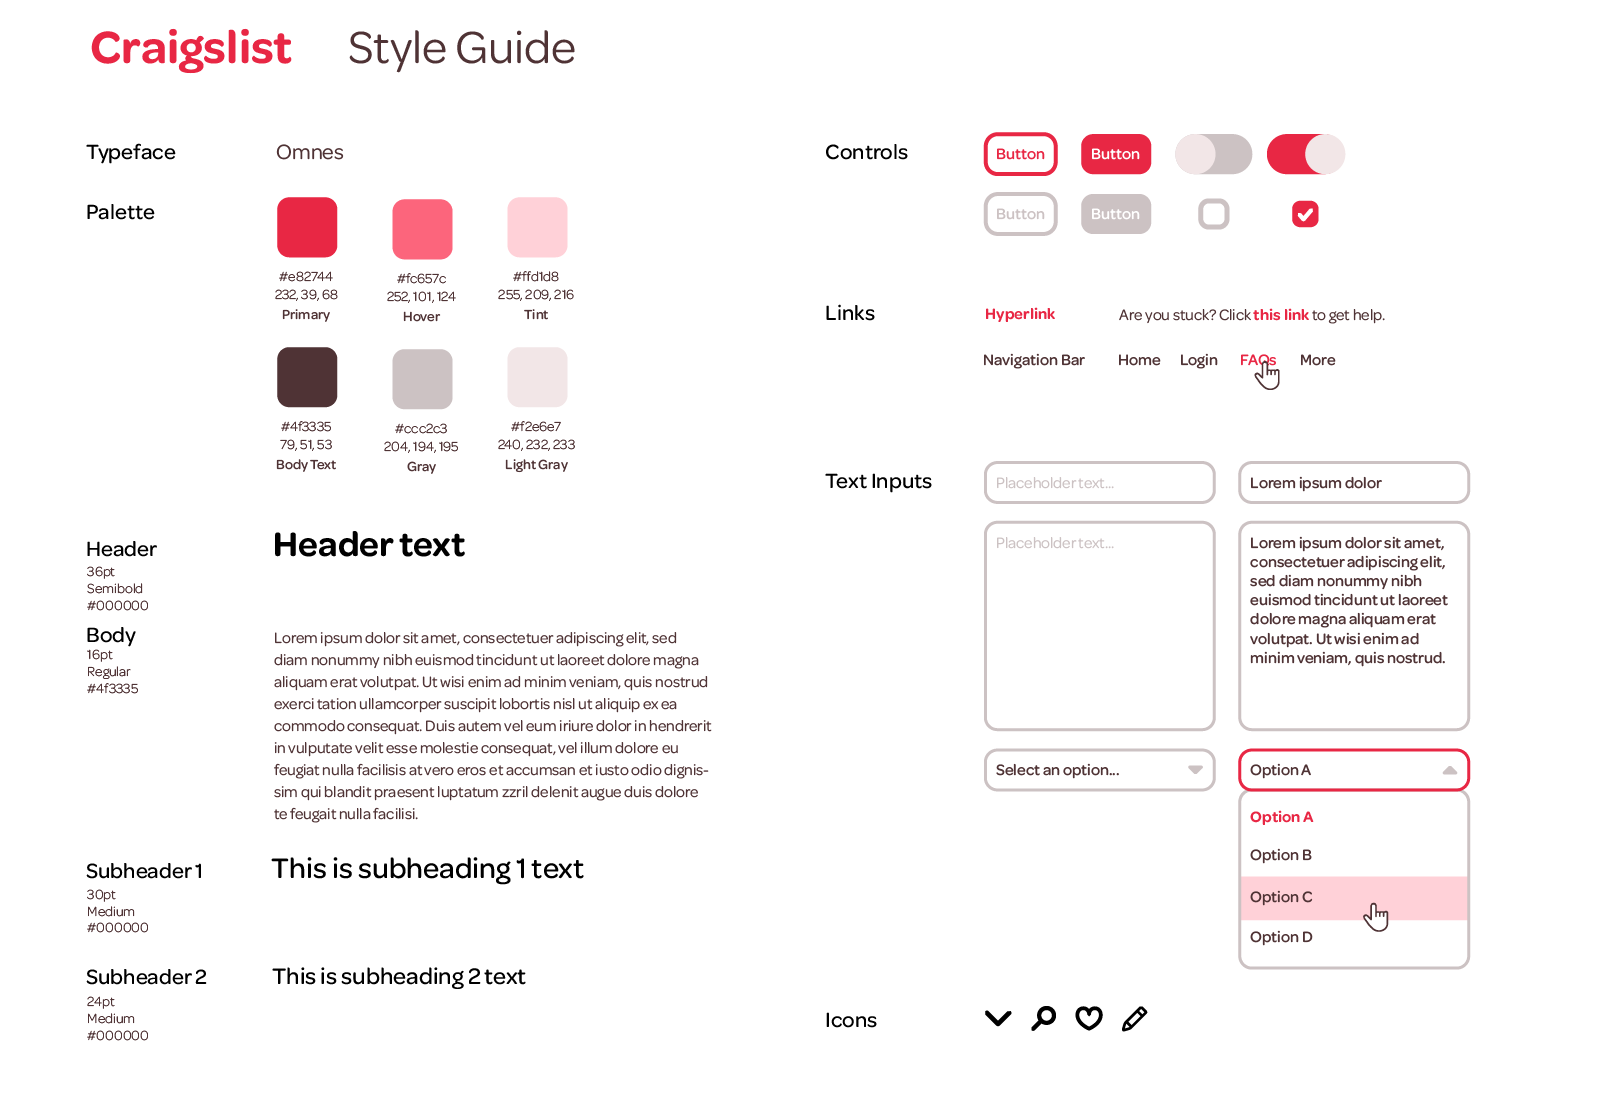 Craigslist Style Guide
Typeface Omnes
Palette
#e82744 #fc657c #ffd1d8
232, 39, 68 252, 101, 124 255, 209, 216
Primary Hover Tint
#4f3335 #ccc2c3 #f2e6e7
79, 51, 53 204, 194, 195 240, 232, 233
Body Text Gray Light Gray
Header
36pt
Semibold
#000000
Header text
Body
16pt
Regular
#4f3335
Lorem ipsum dolor sit amet, consectetuer adipiscing elit, sed
diam nonummy nibh euismod tincidunt ut laoreet dolore magna
aliquam erat volutpat. Ut wisi enim ad minim veniam, quis nostrud
exerci tation ullamcorper suscipit lobortis nisl ut aliquip ex ea
commodo consequat. Duis autem vel eum iriure dolor in hendrerit
in vulputate velit esse molestie consequat, vel illum dolore eu
feugiat nulla facilisis at vero eros et accumsan et iusto odio dignis-
sim qui blandit praesent luptatum zzril delenit augue duis dolore
te feugait nulla facilisi.
Subheader 1
30pt
Medium
#000000
This is subheading 1 text
Subheader 2
24pt
Medium
#000000
This is subheading 2 text
Controls
Button Button
Button Button
Links
Hyperlink Are you stuck? Click this link to get help.
Navigation Bar Home Login FAQs More
Text Inputs
Placeholder text... Lorem ipsum dolor
Placeholder text...
Lorem ipsum dolor sit amet,
consectetuer adipiscing elit,
sed diam nonummy nibh
euismod tincidunt ut laoreet
dolore magna aliquam erat
volutpat. Ut wisi enim ad
minim veniam, quis nostrud.
Select an option... Option A
Option A
Option B
Option C
Option D
Icons